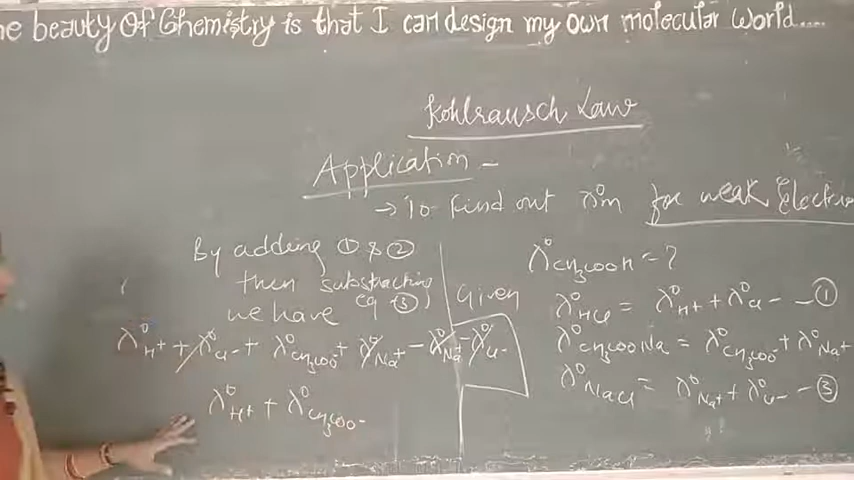 he beauty Of Chemistry is that I can design my own molecular world....
Kohlrausch Law
Application -
→ To Find out λ°m for weak Electro
By adding ① & ②
then substracting eq ③,
we have
λ°H+ + λ°Cl- + λ°CH3COO- + λ°Na+ - λ°Na - λ°Cl-
λ°H+ + λ°CH3COO-
λ°CH3COOH = ?
Given
λ°HCl = λ°H+ + λ°Cl- - ①
λ°CH3COONa = λ°CH3COO- + λ°Na+
λ°NaCl = λ°Na+ + λ°Cl- - ③